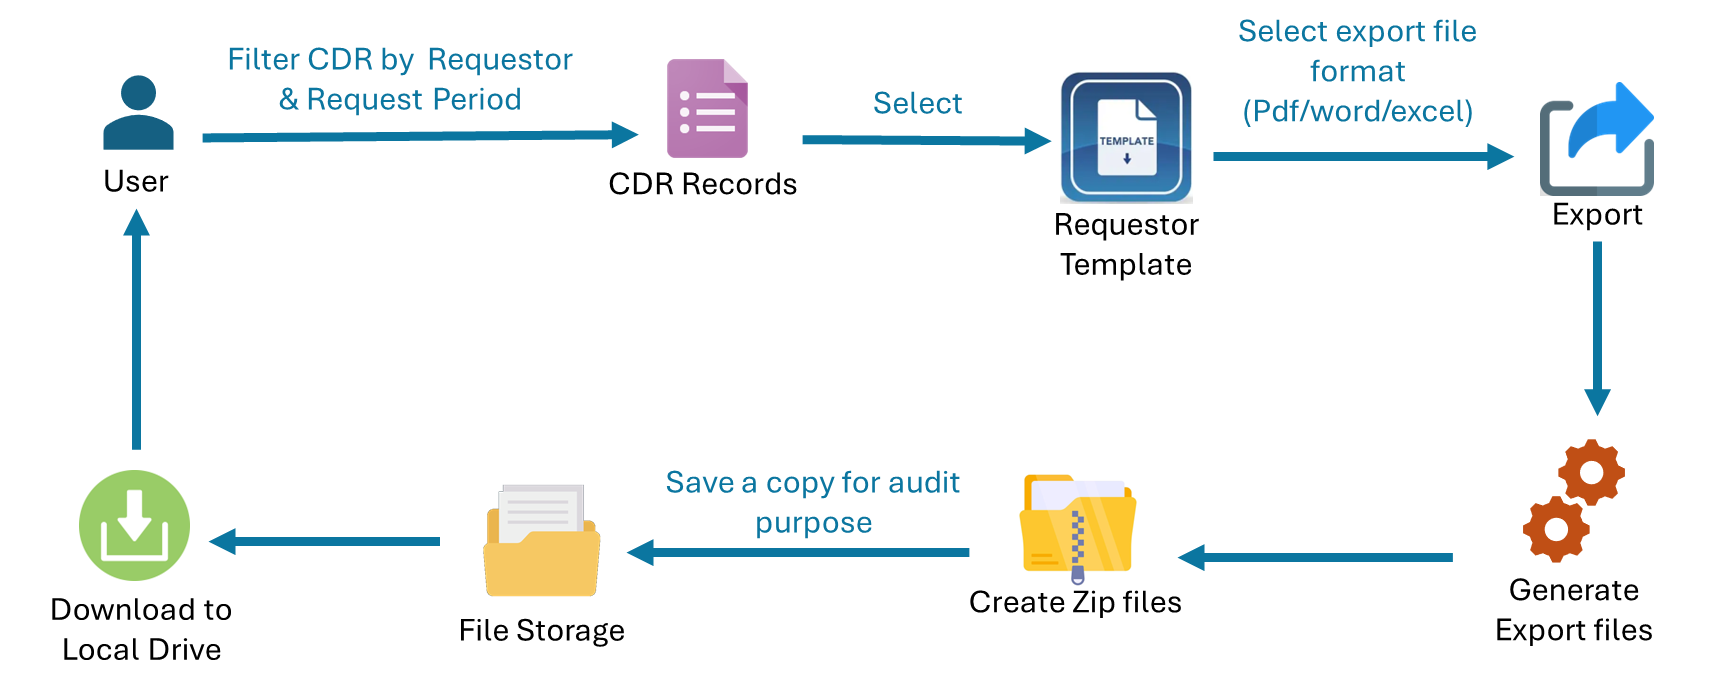 Filter CDR by Requestor
& Request Period
Select
Select export file
format
(Pdf/word/excel)
User
CDR Records
TEMPLATE
Requestor
Template
Export
Save a copy for audit
purpose
Download to
Local Drive
File Storage
Create Zip files
Generate
Export files